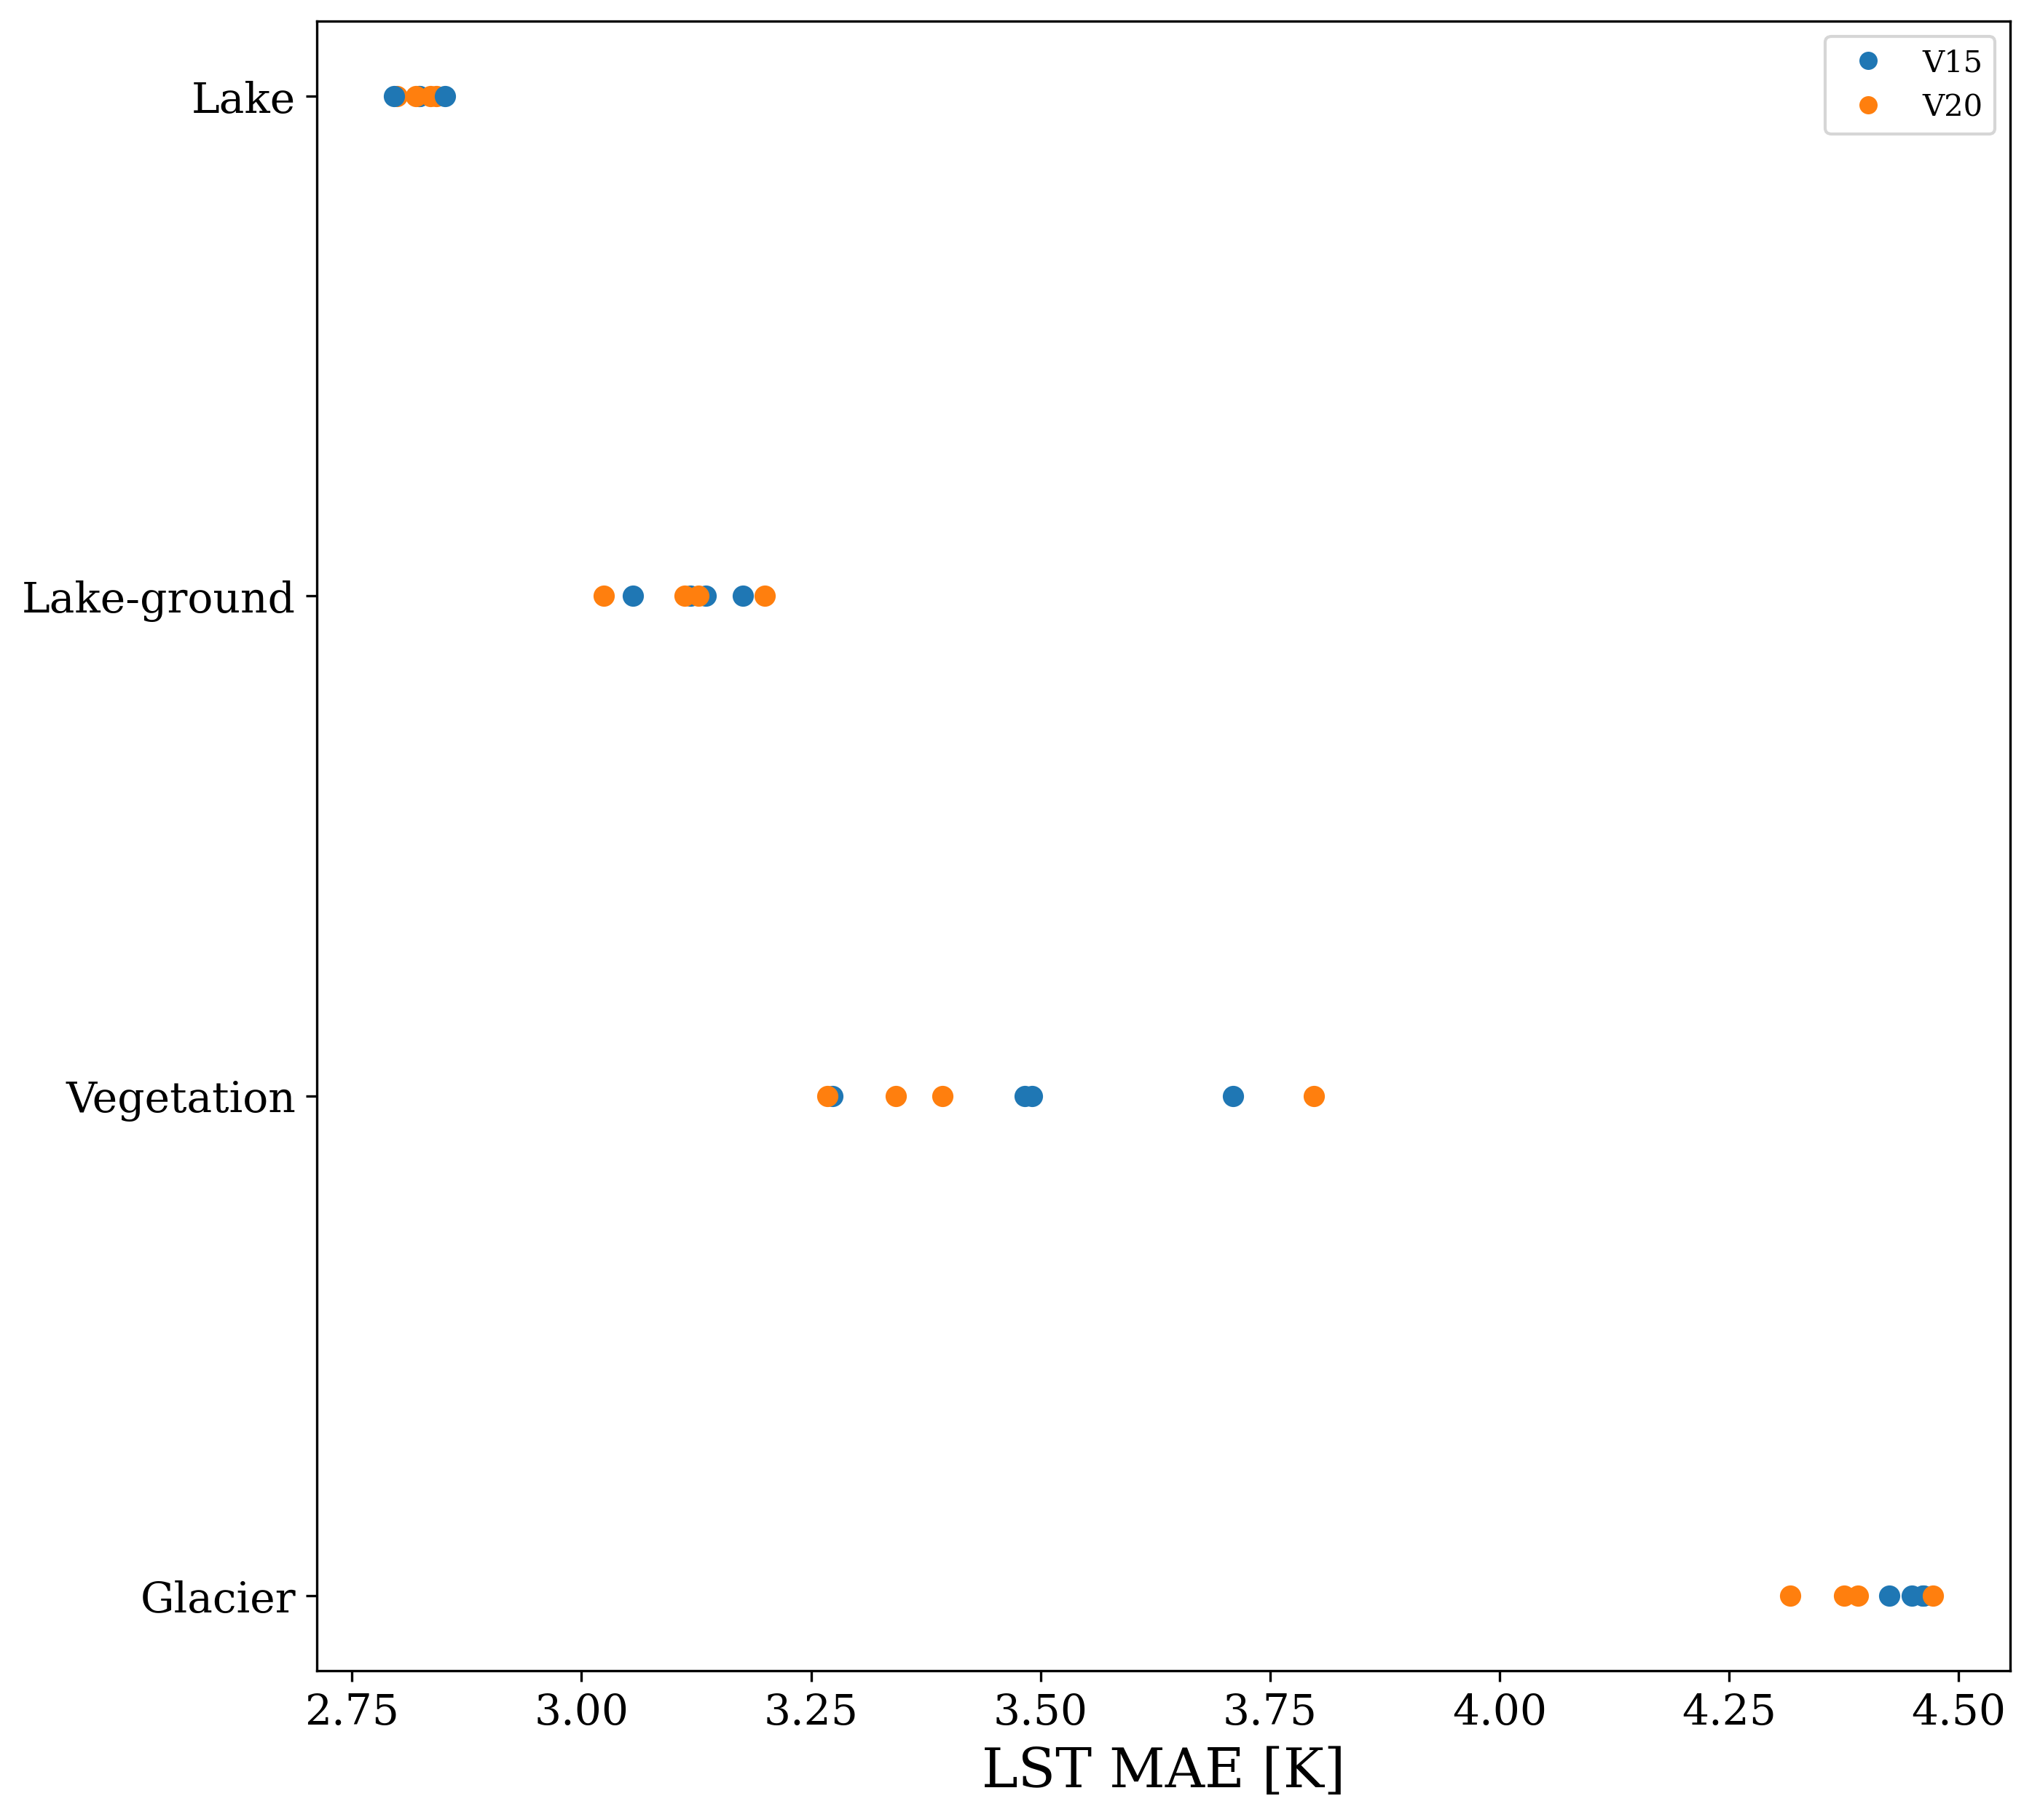 V15
V20
Lake
Lake-ground
Vegetation
Glacier
2.75 3.00 3.25 3.50 3.75 4.00 4.25 4.50
LST MAE [K]